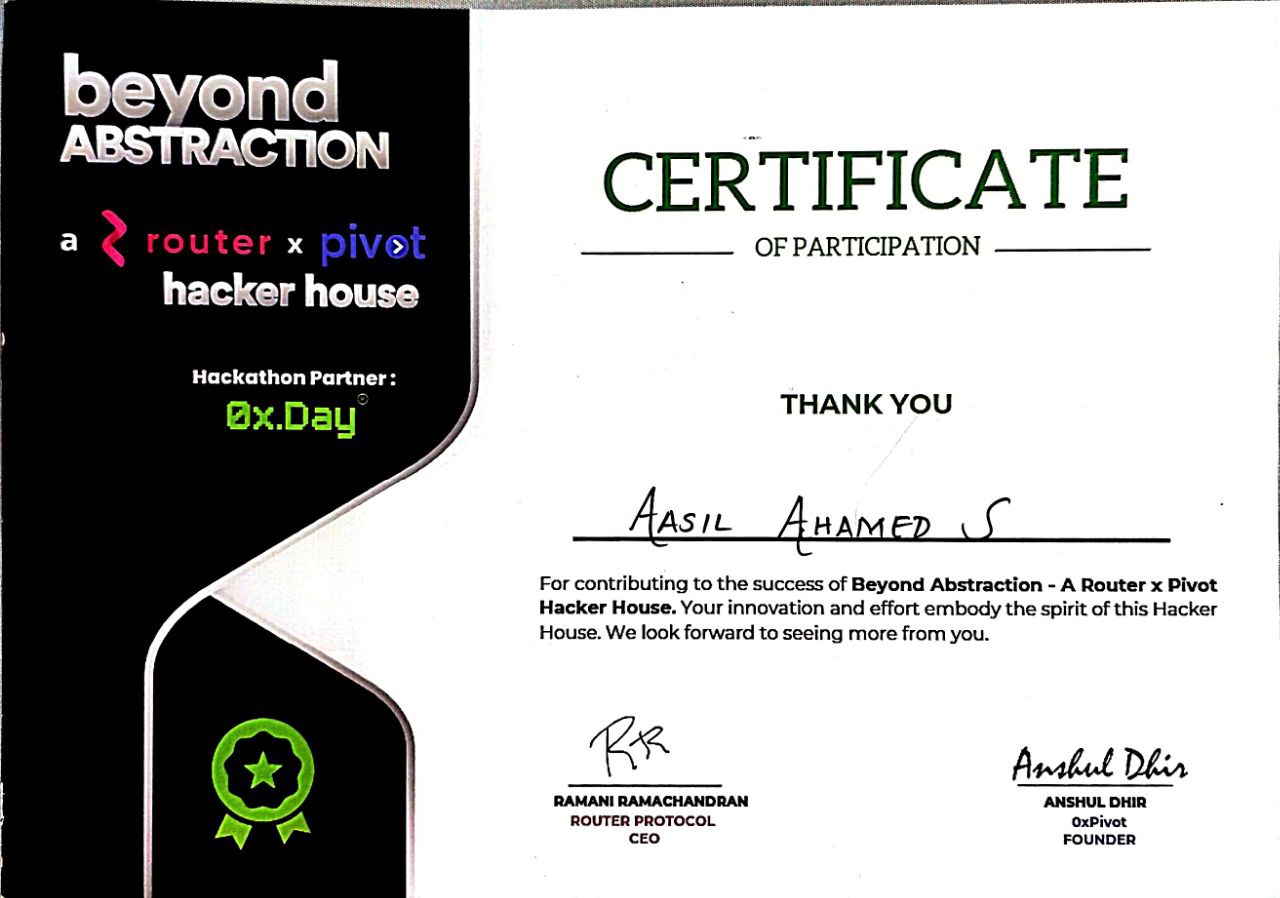 beyond
ABSTRACTION
a router x pivot
hacker house
Hackathon Partner:
0x.Day
CERTIFICATE
OF PARTICIPATION
THANK YOU
AASIL AHAMED S
For contributing to the success of Beyond Abstraction - A Router x Pivot
Hacker House. Your innovation and effort embody the spirit of this Hacker
House. We look forward to seeing more from you.
RR
RAMANI RAMACHANDRAN
ROUTER PROTOCOL
CEO
Anshul Dhir
ANSHUL DHIR
0xPivot
FOUNDER